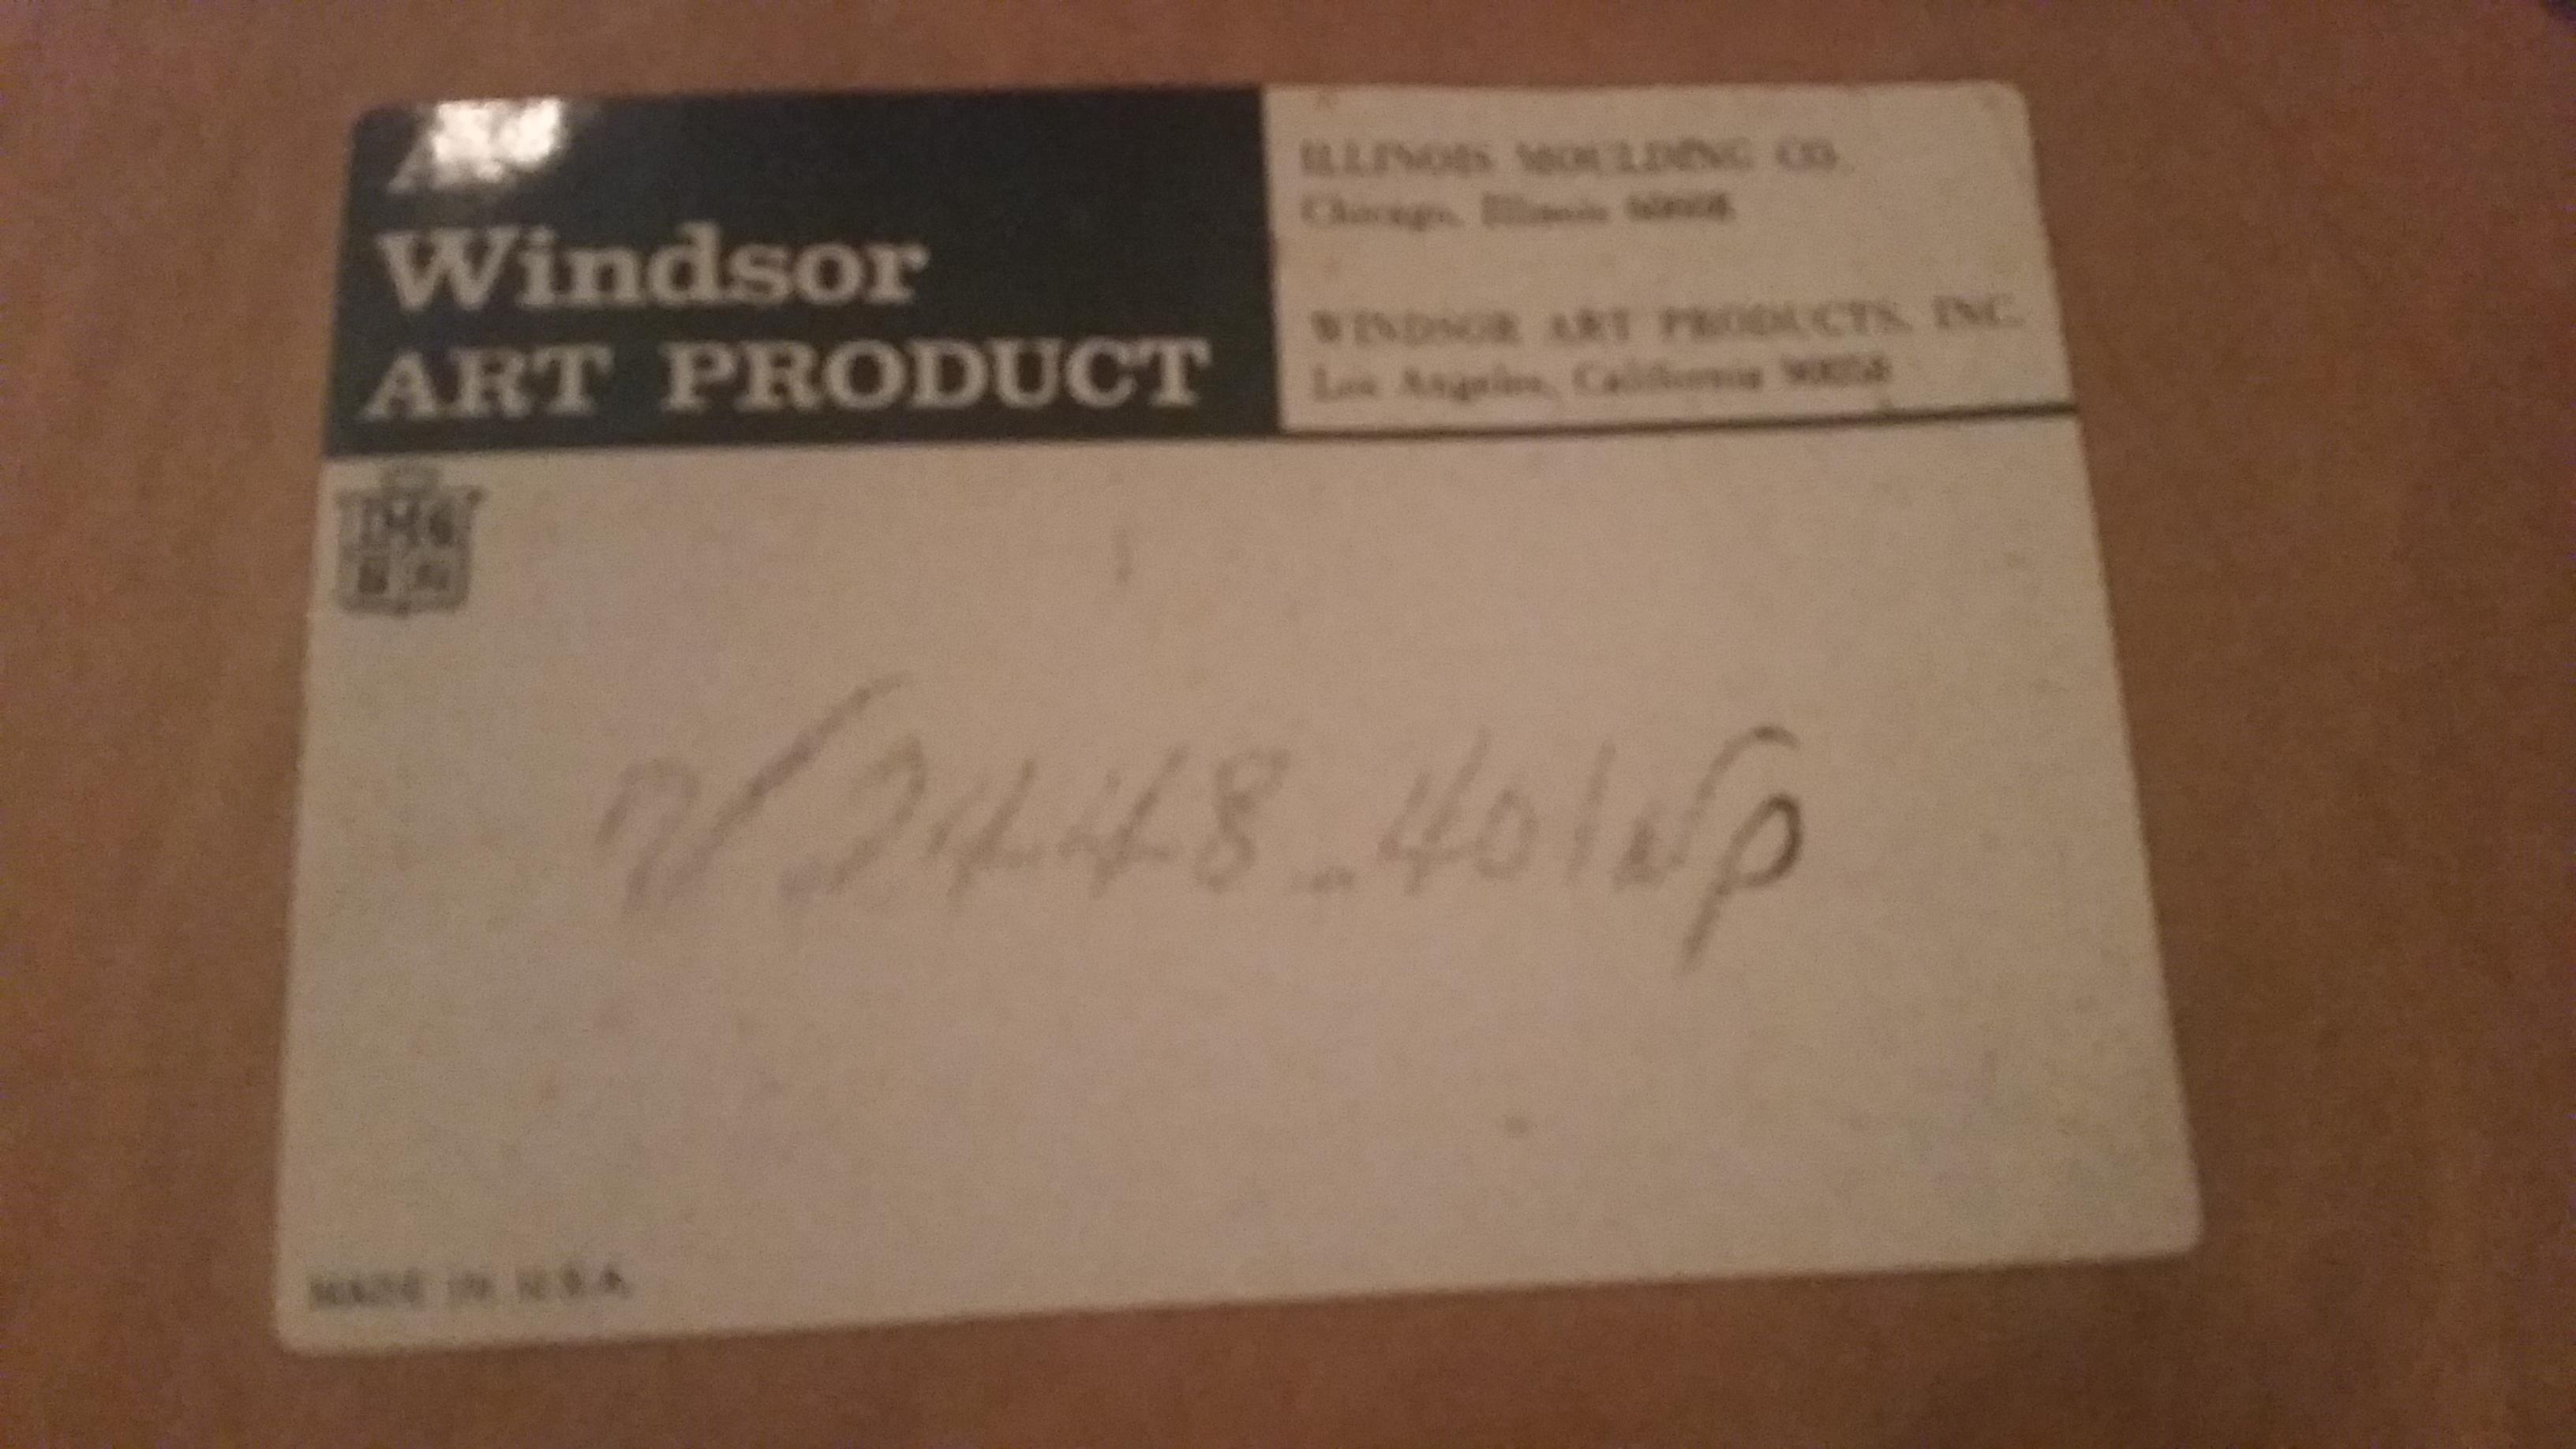 A
Windsor
ART PRODUCT
ILLINOIS MOULDING CO.
Chicago, Illinois
WINDSOR ART PRODUCTS, INC.
Los Angeles, California
MADE IN U.S.A.